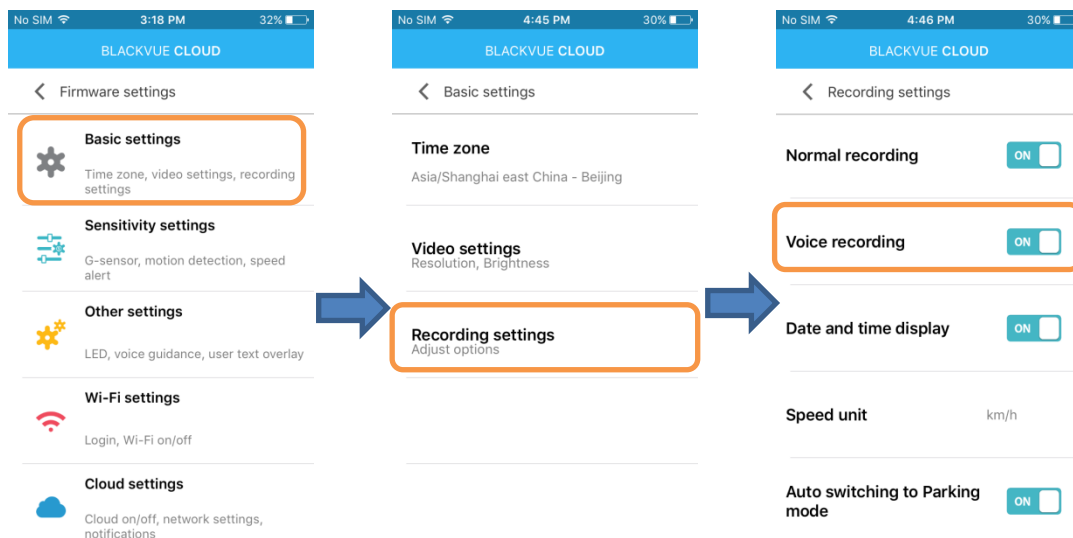 No SIM 3:18 PM 32%
BLACKVUE CLOUD
Firmware settings
Basic settings
Time zone, video settings, recording
settings
Sensitivity settings
G-sensor, motion detection, speed
alert
Other settings
LED, voice guidance, user text overlay
Wi-Fi settings
Login, Wi-Fi on/off
Cloud settings
Cloud on/off, network settings,
notifications
No SIM 4:45 PM 30%
BLACKVUE CLOUD
Basic settings
Time zone
Asia/Shanghai east China - Beijing
Video settings
Resolution, Brightness
Recording settings
Adjust options
No SIM 4:46 PM 30%
BLACKVUE CLOUD
Recording settings
Normal recording ON
Voice recording ON
Date and time display ON
Speed unit km/h
Auto switching to Parking
mode ON